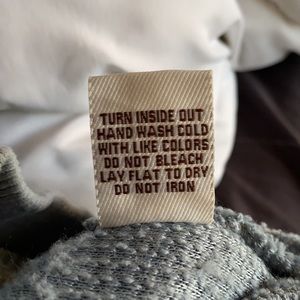 TURN INSIDE OUT
HAND WASH COLD
WITH LIKE COLORS
DO NOT BLEACH
LAY FLAT TO DRY
DO NOT IRON